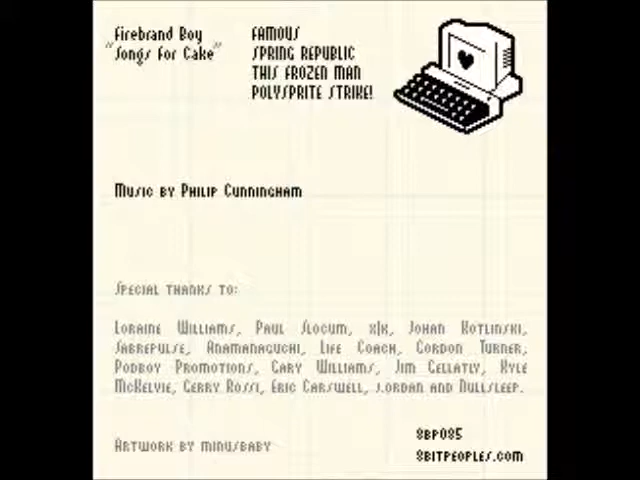 Firebrand Boy
"Songs for Cake"
FAMOUS
SPRING REPUBLIC
THIS FROZEN MAN
POLYSPRITE STRIKE!
Music by Philip Cunningham
Special thanks to:
Loraine Williams, Paul Slocum, x|k, Johan Kotlinski,
Sabrepulse, Anamanaguchi, Life Coach, Gordon Turner,
Podboy Promotions, Gary Williams, Jim Gellatly, Kyle
McKelvie, Gerry Rossi, Eric Carswell, J.ordan and Nullsleep.
Artwork by minusbaby
8BP085
8bitpeoples.com